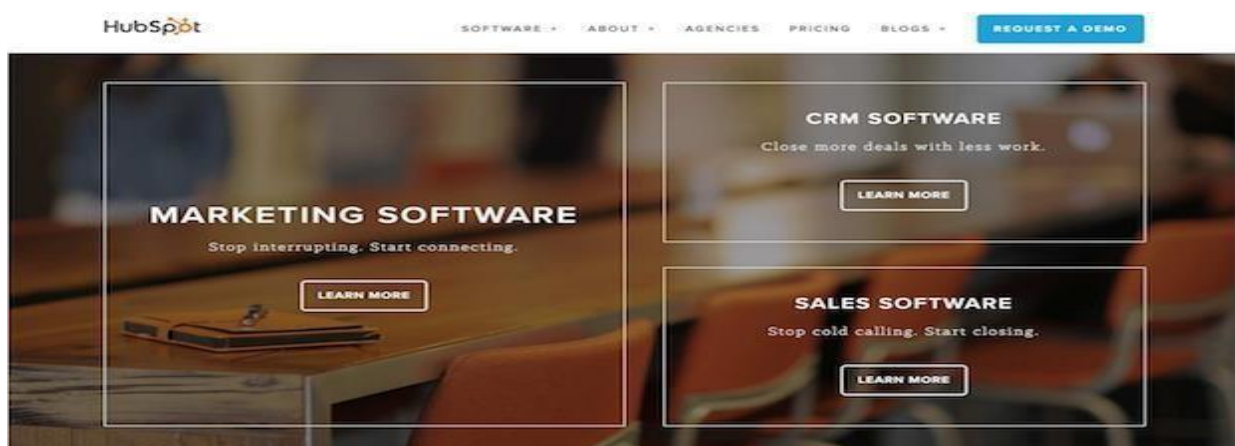 HubSpot
SOFTWARE ABOUT AGENCIES PRICING BLOGS REQUEST A DEMO
MARKETING SOFTWARE
Stop interrupting. Start connecting.
LEARN MORE
CRM SOFTWARE
Close more deals with less work.
LEARN MORE
SALES SOFTWARE
Stop cold calling. Start closing.
LEARN MORE